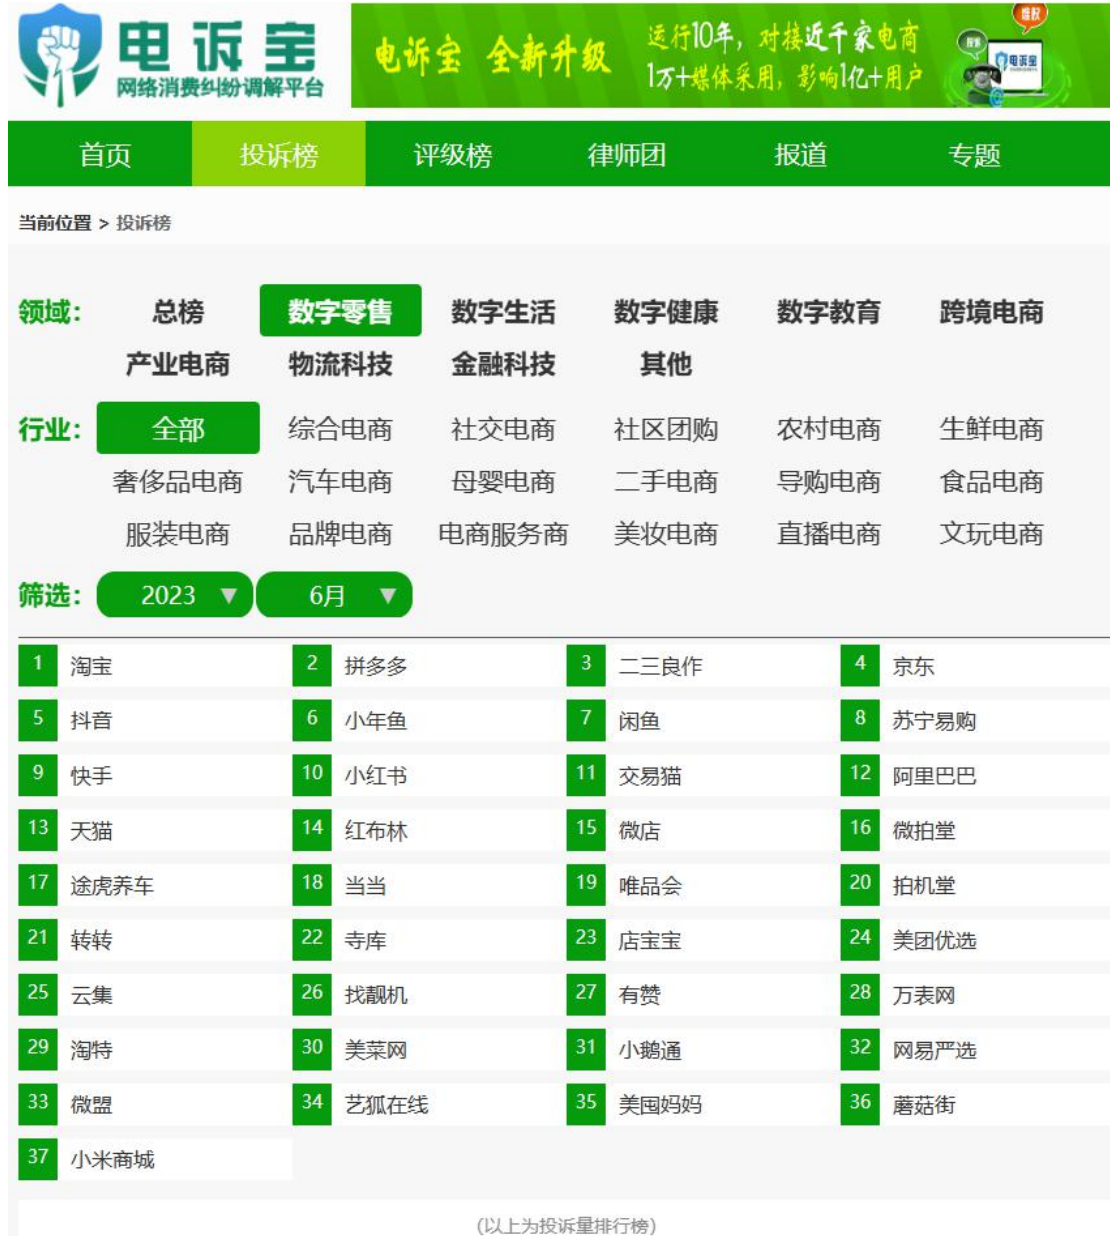 电诉宝
网络消费纠纷调解平台
电诉宝 全新升级
运行10年，对接近千家电商
1万+媒体采用，影响1亿+用户
维权
投诉
电诉宝
首页 投诉榜 评级榜 律师团 报道 专题
当前位置 > 投诉榜
领域： 总榜 数字零售 数字生活 数字健康 数字教育 跨境电商
产业电商 物流科技 金融科技 其他
行业： 全部 综合电商 社交电商 社区团购 农村电商 生鲜电商
奢侈品电商 汽车电商 母婴电商 二手电商 导购电商 食品电商
服装电商 品牌电商 电商服务商 美妆电商 直播电商 文玩电商
筛选： 2023 ▼ 6月 ▼
1 淘宝 2 拼多多 3 二三良作 4 京东
5 抖音 6 小年鱼 7 闲鱼 8 苏宁易购
9 快手 10 小红书 11 交易猫 12 阿里巴巴
13 天猫 14 红布林 15 微店 16 微拍堂
17 途虎养车 18 当当 19 唯品会 20 拍机堂
21 转转 22 寺库 23 店宝宝 24 美团优选
25 云集 26 找靓机 27 有赞 28 万表网
29 淘特 30 美菜网 31 小鹅通 32 网易严选
33 微盟 34 艺狐在线 35 美囤妈妈 36 蘑菇街
37 小米商城
(以上为投诉量排行榜)